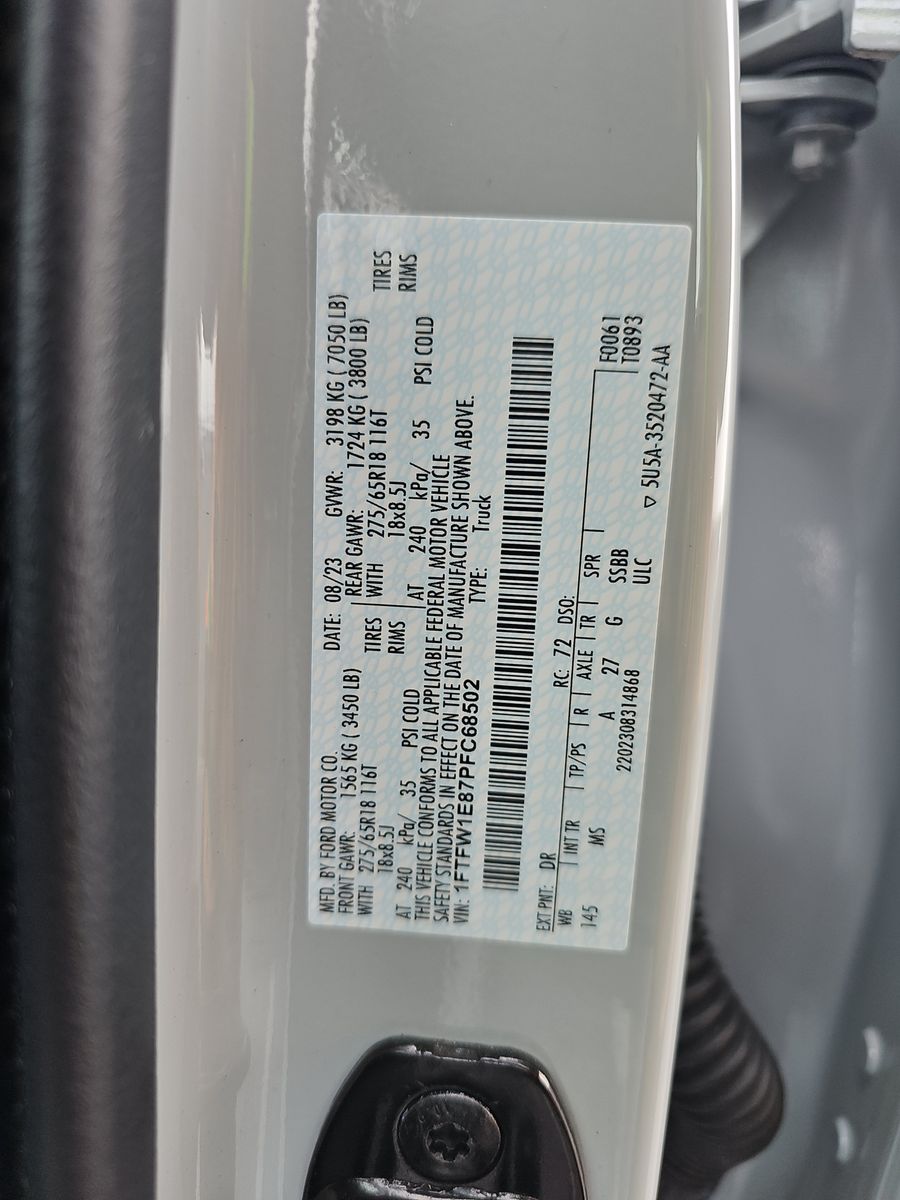 MFD. BY FORD MOTOR CO. DATE: 08/23 GVWR: 3198 KG ( 7050 LB)
FRONT GAWR: 1565 KG ( 3450 LB) REAR GAWR: 1724 KG ( 3800 LB)
WITH 275/65R18 116T TIRES WITH 275/65R18 116T TIRES
18x8.5J RIMS 18x8.5J RIMS
AT 240 kPa/ 35 PSI COLD AT 240 kPa/ 35 PSI COLD
THIS VEHICLE CONFORMS TO ALL APPLICABLE FEDERAL MOTOR VEHICLE
SAFETY STANDARDS IN EFFECT ON THE DATE OF MANUFACTURE SHOWN ABOVE.
VIN: 1FTFW1E87PFC68502 TYPE: Truck
EXT PNT: DR RC: 72 DSO: F0061
WB INT TR TP/PS R AXLE TR SPR T0893
145 MS A 27 G SSBB
2202308314868 ULC ▽ 5U5A-3520472-AA